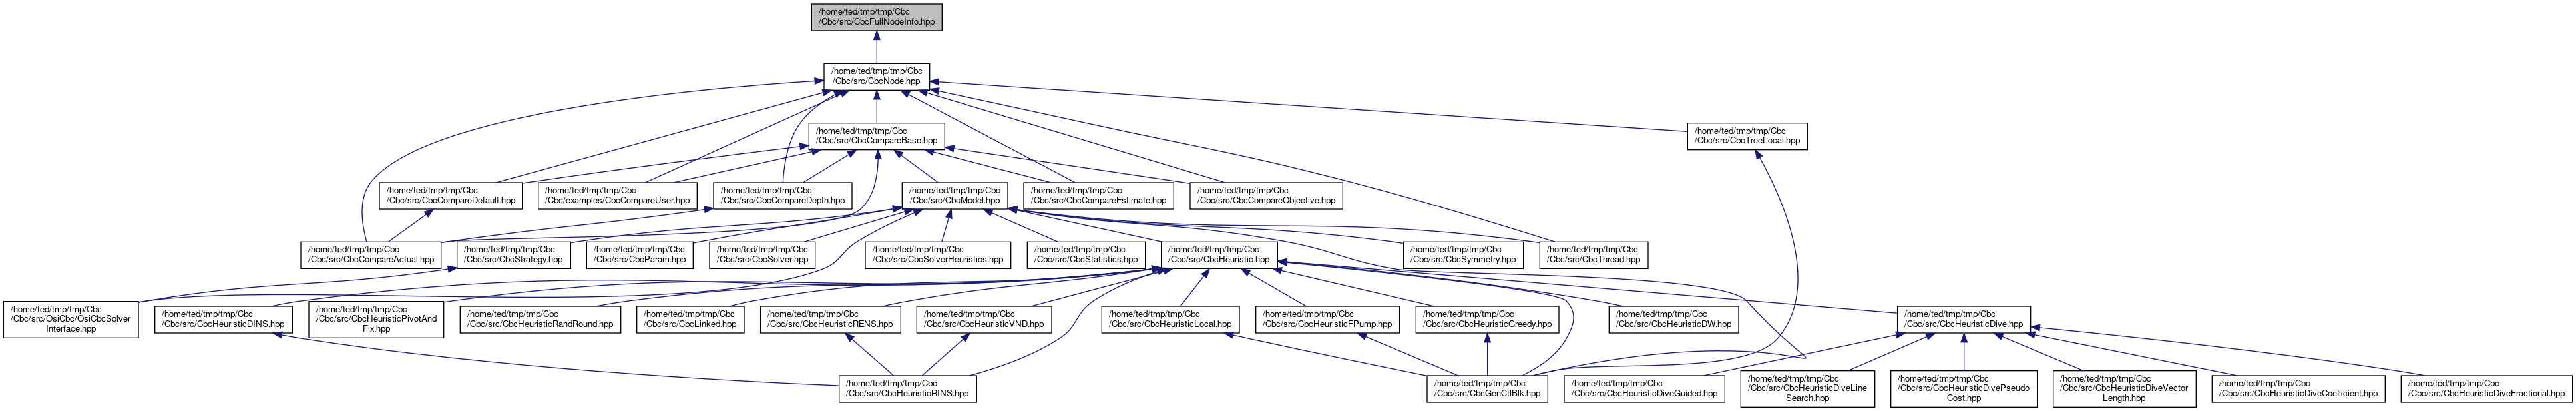 /home/ted/tmp/tmp/Cbc
/Cbc/src/CbcFullNodeInfo.hpp
/home/ted/tmp/tmp/Cbc
/Cbc/src/CbcNode.hpp
/home/ted/tmp/tmp/Cbc
/Cbc/src/CbcCompareBase.hpp
/home/ted/tmp/tmp/Cbc
/Cbc/src/CbcTreeLocal.hpp
/home/ted/tmp/tmp/Cbc
/Cbc/src/CbcCompareDefault.hpp
/home/ted/tmp/tmp/Cbc
/Cbc/examples/CbcCompareUser.hpp
/home/ted/tmp/tmp/Cbc
/Cbc/src/CbcCompareDepth.hpp
/home/ted/tmp/tmp/Cbc
/Cbc/src/CbcModel.hpp
/home/ted/tmp/tmp/Cbc
/Cbc/src/CbcCompareEstimate.hpp
/home/ted/tmp/tmp/Cbc
/Cbc/src/CbcCompareObjective.hpp
/home/ted/tmp/tmp/Cbc
/Cbc/src/CbcCompareActual.hpp
/home/ted/tmp/tmp/Cbc
/Cbc/src/CbcStrategy.hpp
/home/ted/tmp/tmp/Cbc
/Cbc/src/CbcParam.hpp
/home/ted/tmp/tmp/Cbc
/Cbc/src/CbcSolver.hpp
/home/ted/tmp/tmp/Cbc
/Cbc/src/CbcSolverHeuristics.hpp
/home/ted/tmp/tmp/Cbc
/Cbc/src/CbcStatistics.hpp
/home/ted/tmp/tmp/Cbc
/Cbc/src/CbcHeuristic.hpp
/home/ted/tmp/tmp/Cbc
/Cbc/src/CbcSymmetry.hpp
/home/ted/tmp/tmp/Cbc
/Cbc/src/CbcThread.hpp
/home/ted/tmp/tmp/Cbc
/Cbc/src/OsiCbc/OsiCbcSolver
Interface.hpp
/home/ted/tmp/tmp/Cbc
/Cbc/src/CbcHeuristicDINS.hpp
/home/ted/tmp/tmp/Cbc
/Cbc/src/CbcHeuristicPivotAnd
Fix.hpp
/home/ted/tmp/tmp/Cbc
/Cbc/src/CbcHeuristicRandRound.hpp
/home/ted/tmp/tmp/Cbc
/Cbc/src/CbcLinked.hpp
/home/ted/tmp/tmp/Cbc
/Cbc/src/CbcHeuristicRENS.hpp
/home/ted/tmp/tmp/Cbc
/Cbc/src/CbcHeuristicVND.hpp
/home/ted/tmp/tmp/Cbc
/Cbc/src/CbcHeuristicLocal.hpp
/home/ted/tmp/tmp/Cbc
/Cbc/src/CbcHeuristicFPump.hpp
/home/ted/tmp/tmp/Cbc
/Cbc/src/CbcHeuristicGreedy.hpp
/home/ted/tmp/tmp/Cbc
/Cbc/src/CbcHeuristicDW.hpp
/home/ted/tmp/tmp/Cbc
/Cbc/src/CbcHeuristicDive.hpp
/home/ted/tmp/tmp/Cbc
/Cbc/src/CbcHeuristicRINS.hpp
/home/ted/tmp/tmp/Cbc
/Cbc/src/CbcGenCtlBlk.hpp
/home/ted/tmp/tmp/Cbc
/Cbc/src/CbcHeuristicDiveGuided.hpp
/home/ted/tmp/tmp/Cbc
/Cbc/src/CbcHeuristicDiveLine
Search.hpp
/home/ted/tmp/tmp/Cbc
/Cbc/src/CbcHeuristicDivePseudo
Cost.hpp
/home/ted/tmp/tmp/Cbc
/Cbc/src/CbcHeuristicDiveVector
Length.hpp
/home/ted/tmp/tmp/Cbc
/Cbc/src/CbcHeuristicDiveCoefficient.hpp
/home/ted/tmp/tmp/Cbc
/Cbc/src/CbcHeuristicDiveFractional.hpp